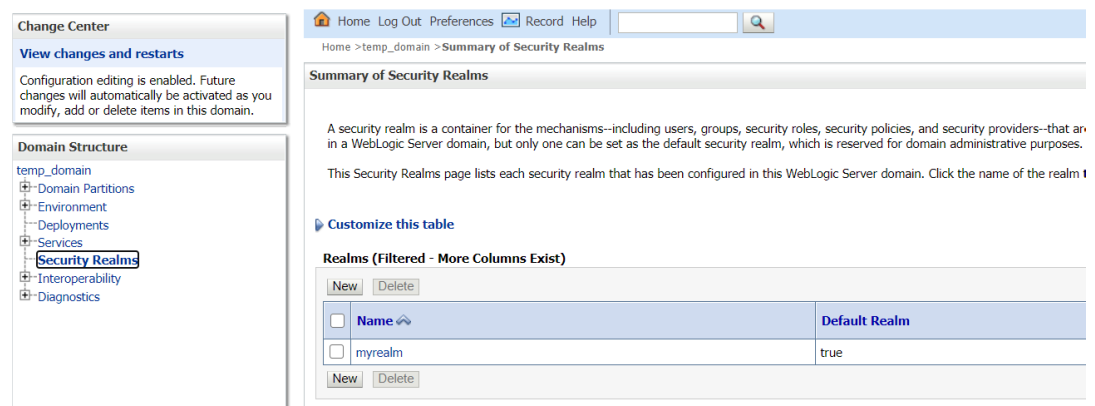 Change Center
View changes and restarts
Configuration editing is enabled. Future
changes will automatically be activated as you
modify, add or delete items in this domain.
Domain Structure
temp_domain
Domain Partitions
Environment
Deployments
Services
Security Realms
Interoperability
Diagnostics
Home Log Out Preferences Record Help
Home >temp_domain >Summary of Security Realms
Summary of Security Realms
A security realm is a container for the mechanisms--including users, groups, security roles, security policies, and security providers--that
in a WebLogic Server domain, but only one can be set as the default security realm, which is reserved for domain administrative purposes.
This Security Realms page lists each security realm that has been configured in this WebLogic Server domain. Click the name of the realm
Customize this table
Realms (Filtered - More Columns Exist)
New Delete
Name Default Realm
myrealm true
New Delete